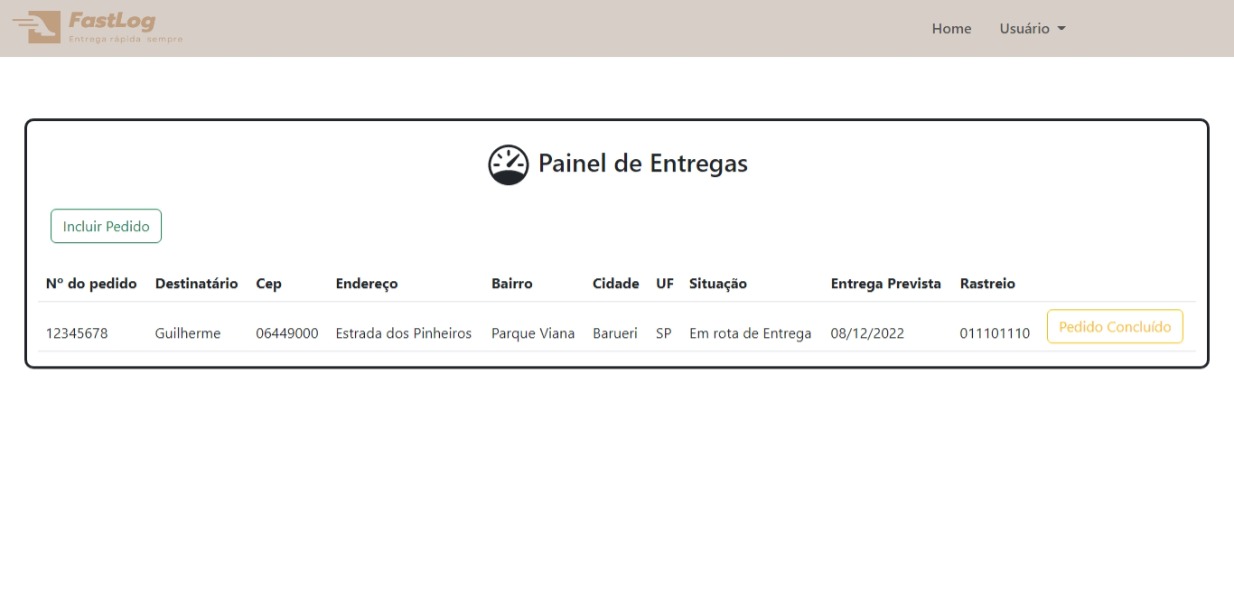 FastLog
Entrega rápida, sempre
Home Usuário
Painel de Entregas
Incluir Pedido
Nº do pedido Destinatário Cep Endereço Bairro Cidade UF Situação Entrega Prevista Rastreio
12345678 Guilherme 06449000 Estrada dos Pinheiros Parque Viana Barueri SP Em rota de Entrega 08/12/2022 011101110 Pedido Concluído